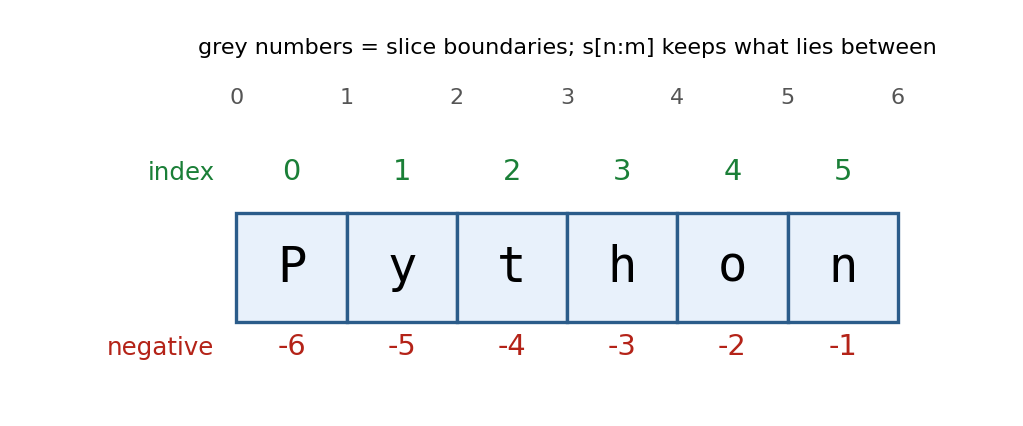 grey numbers = slice boundaries; s[n:m] keeps what lies between
0 1 2 3 4 5 6
index 0 1 2 3 4 5
P y t h o n
negative -6 -5 -4 -3 -2 -1